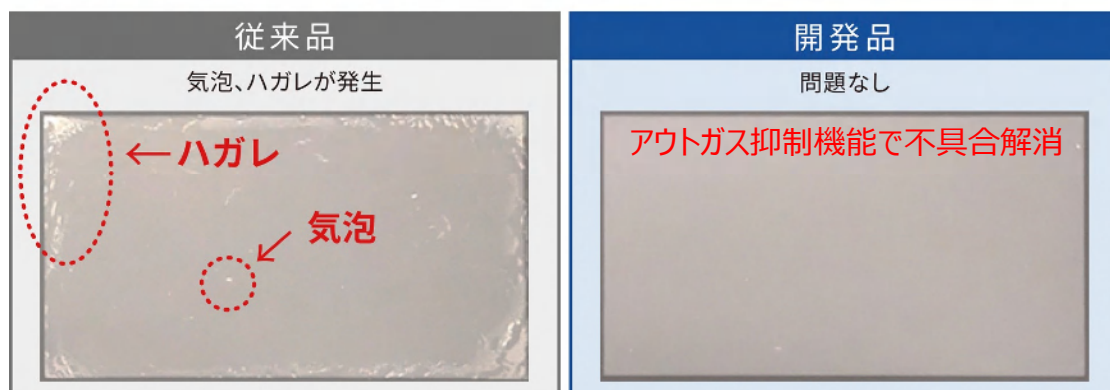 従来品
気泡、ハガレが発生
←ハガレ
気泡
開発品
問題なし
アウトガス抑制機能で不具合解消